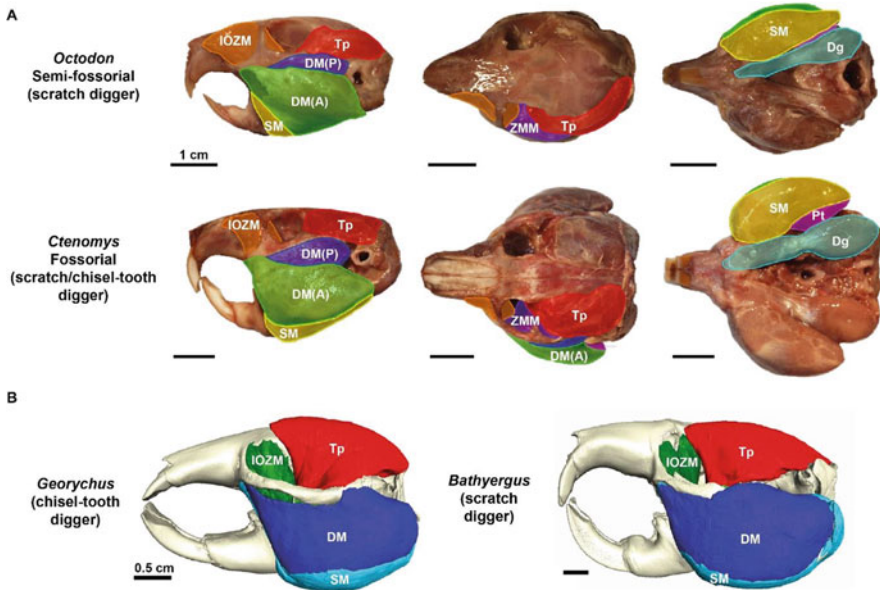 A
Octodon
Semi-fossorial
(scratch digger)
IOZM
Tp
DM(P)
DM(A)
SM
1 cm
ZMM
Tp
SM
Dg
Ctenomys
Fossorial
(scratch/chisel-tooth
digger)
IOZM
Tp
DM(P)
DM(A)
SM
ZMM
Tp
DM(A)
SM
Pt
Dg
B
Georychus
(chisel-tooth
digger)
IOZM
Tp
DM
SM
0.5 cm
Bathyergus
(scratch
digger)
IOZM
Tp
DM
SM